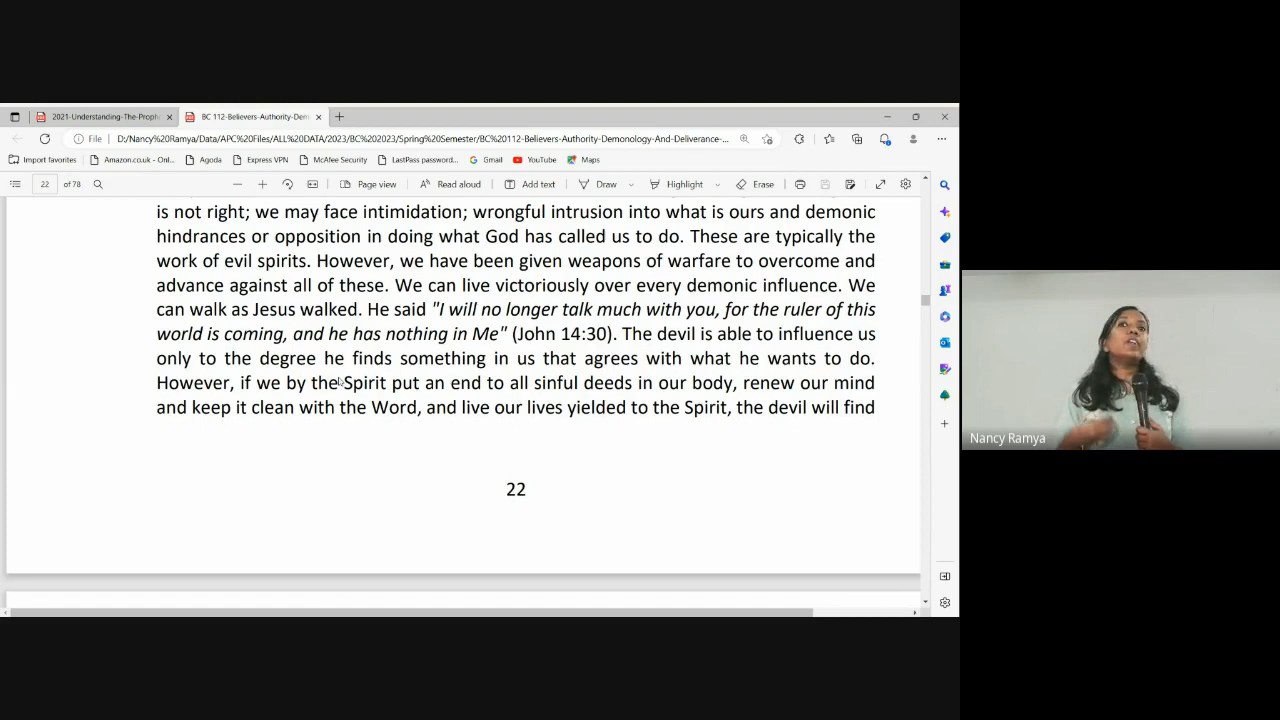 2021-Understanding-The-Proph
BC 112-Believers-Authority-Dem
File
D:/Nancy%20Ramya/Data/APC%20Files/ALL%20DATA/2023/BC%202023/Spring%20Semester/BC%20112-Believers-Authority-Demonology-And-Deliverance-...
Import favorites
Amazon.co.uk - Onl...
Agoda
Express VPN
McAfee Security
LastPass password...
Gmail
YouTube
Maps
22 of 78
Page view
Read aloud
Add text
Draw
Highlight
Erase
is not right; we may face intimidation; wrongful intrusion into what is ours and demonic
hindrances or opposition in doing what God has called us to do. These are typically the
work of evil spirits. However, we have been given weapons of warfare to overcome and
advance against all of these. We can live victoriously over every demonic influence. We
can walk as Jesus walked. He said "I will no longer talk much with you, for the ruler of this
world is coming, and he has nothing in Me" (John 14:30). The devil is able to influence us
only to the degree he finds something in us that agrees with what he wants to do.
However, if we by the Spirit put an end to all sinful deeds in our body, renew our mind
and keep it clean with the Word, and live our lives yielded to the Spirit, the devil will find
22
Nancy Ramya